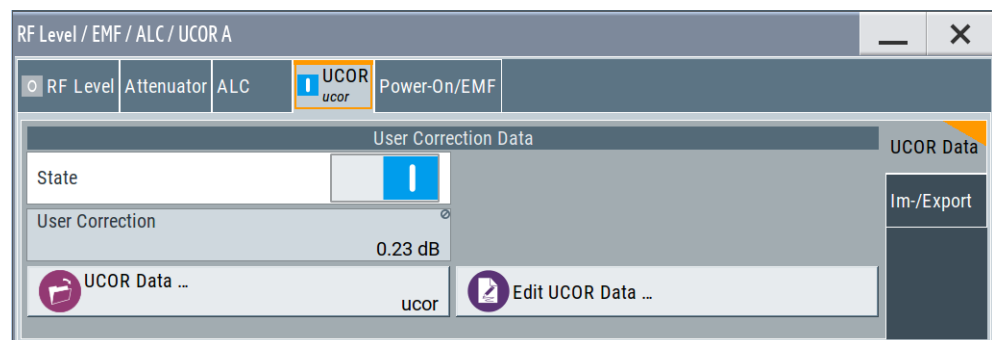 RF Level / EMF / ALC / UCOR A
RF Level
Attenuator
ALC
UCOR
ucor
Power-On/EMF
User Correction Data
UCOR Data
State
Im-/Export
User Correction
0.23 dB
UCOR Data ...
ucor
Edit UCOR Data ...